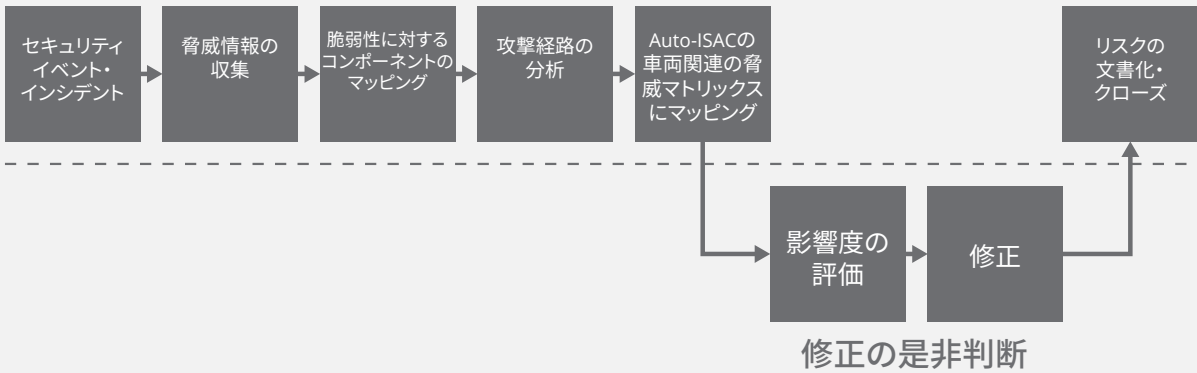 セキュリティ
イベント・
インシデント
脅威情報の
収集
脆弱性に対する
コンポーネントの
マッピング
攻撃経路の
分析
Auto-ISACの
車両関連の脅
威マトリックス
にマッピング
リスクの
文書化・
クローズ
影響度の
評価
修正
修正の是非判断